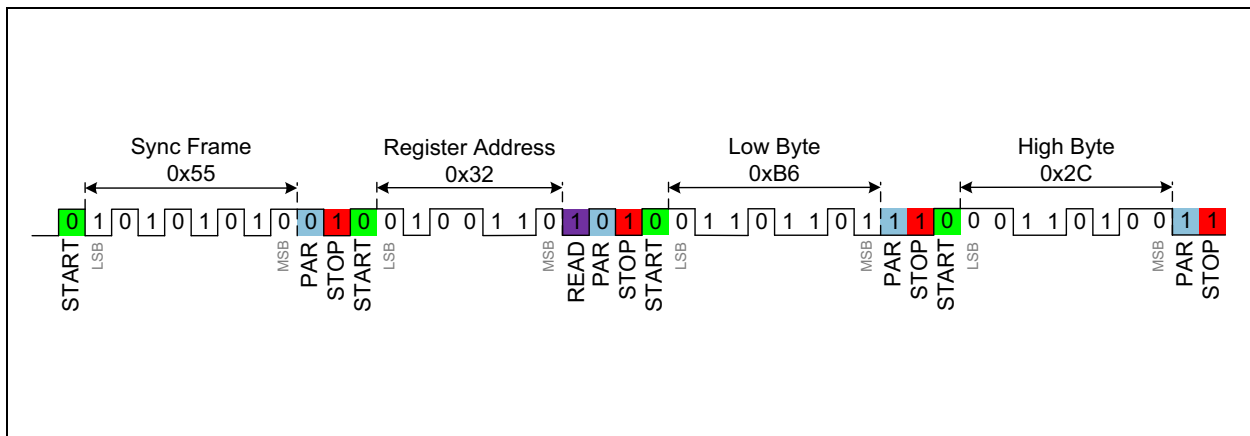 Sync Frame
0x55
Register Address
0x32
Low Byte
0xB6
High Byte
0x2C
0 1 0 1 0 1 0 1 0 0 1 0 0 1 0 0 1 1 0 1 0 1 0 0 1 1 0 1 1 0 1 1 1 0 0 0 1 1 0 1 0 0 1 1
START
LSB
MSB
PAR
STOP
START
LSB
MSB
READ
PAR
STOP
START
LSB
MSB
PAR
STOP
START
LSB
MSB
PAR
STOP